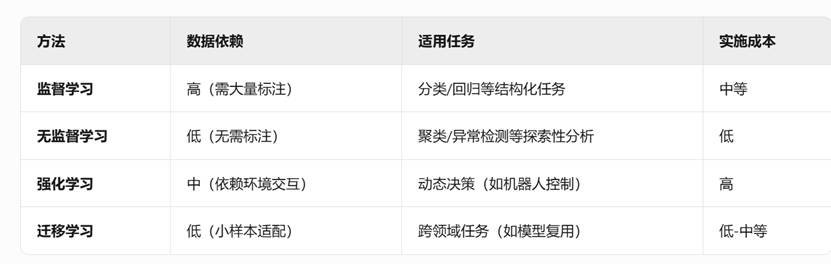 方法 数据依赖 适用任务 实施成本
监督学习 高（需大量标注） 分类/回归等结构化任务 中等
无监督学习 低（无需标注） 聚类/异常检测等探索性分析 低
强化学习 中（依赖环境交互） 动态决策（如机器人控制） 高
迁移学习 低（小样本适配） 跨领域任务（如模型复用） 低-中等